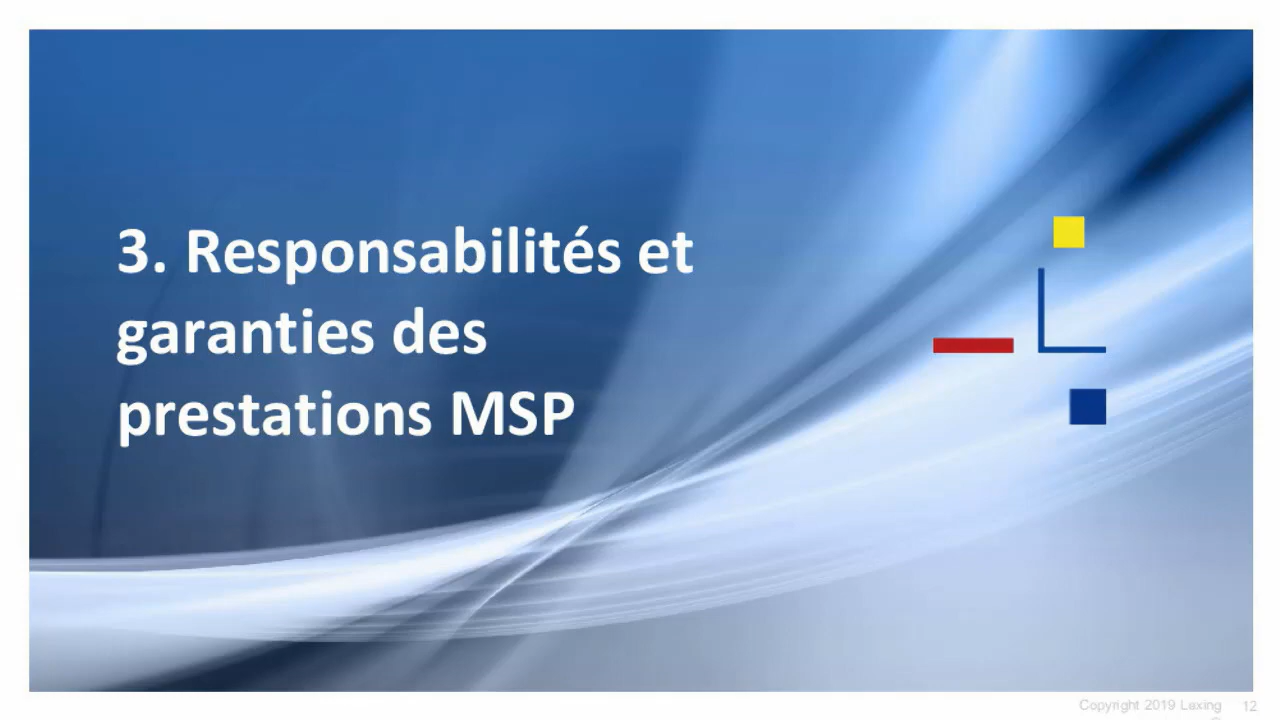 3. Responsabilités et
garanties des
prestations MSP
Copyright 2019 Lexing 12